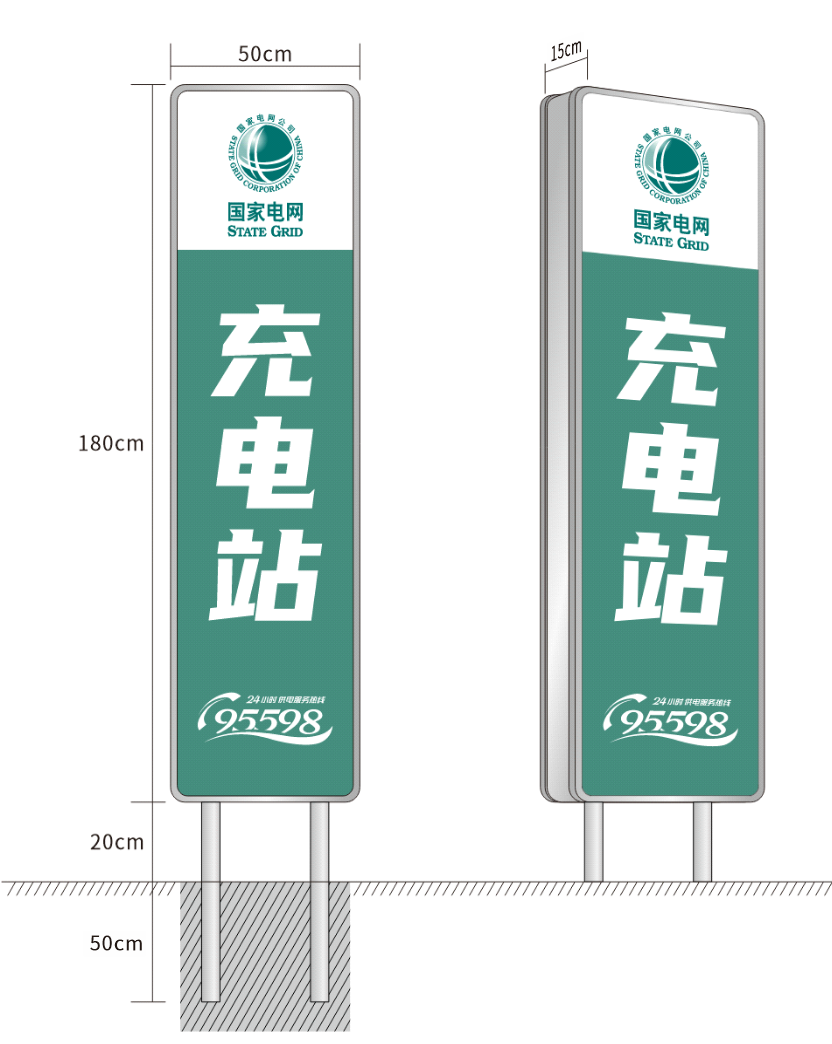 50cm
国家电网公司
STATE GRID CORPORATION OF CHINA
国家电网
STATE GRID
充
电
站
24小时 供电服务热线
95598
180cm
20cm
50cm
15cm
国家电网公司
STATE GRID CORPORATION OF CHINA
国家电网
STATE GRID
充
电
站
24小时 供电服务热线
95598